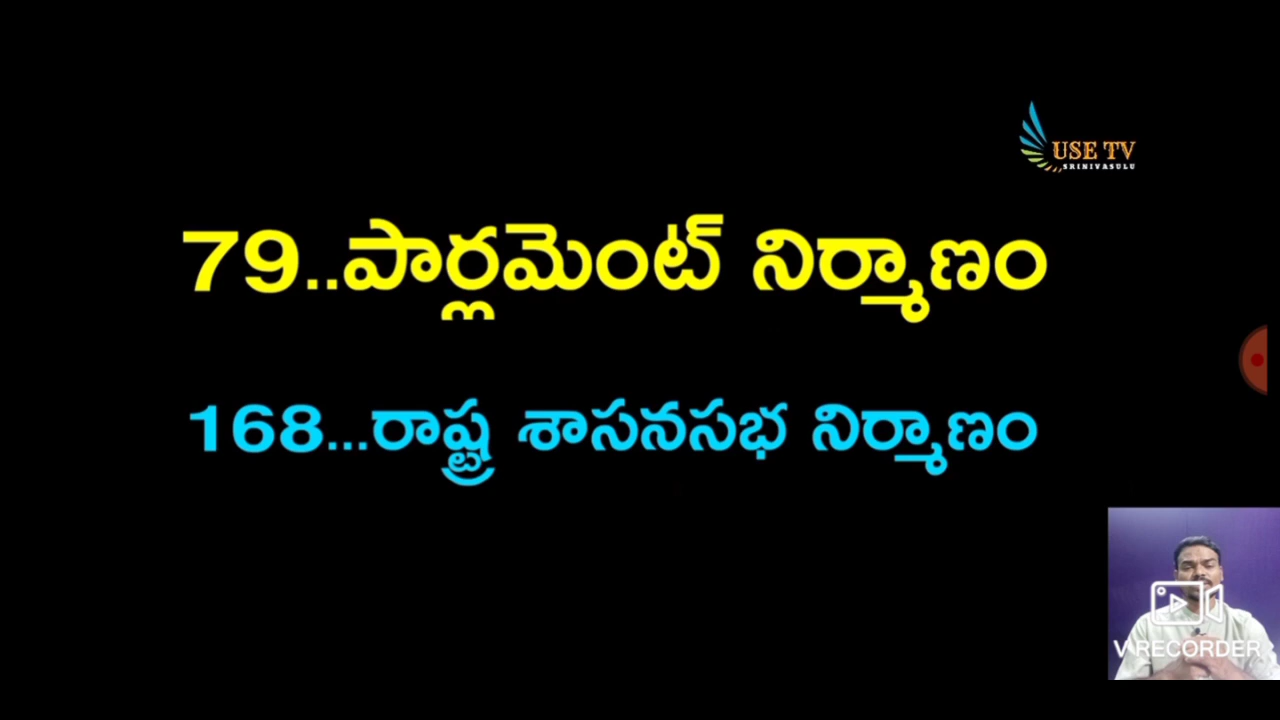 USE TV
SRINIVASULU
79..పార్లమెంట్ నిర్మాణం
168...రాష్ట్ర శాసనసభ నిర్మాణం
V RECORDER